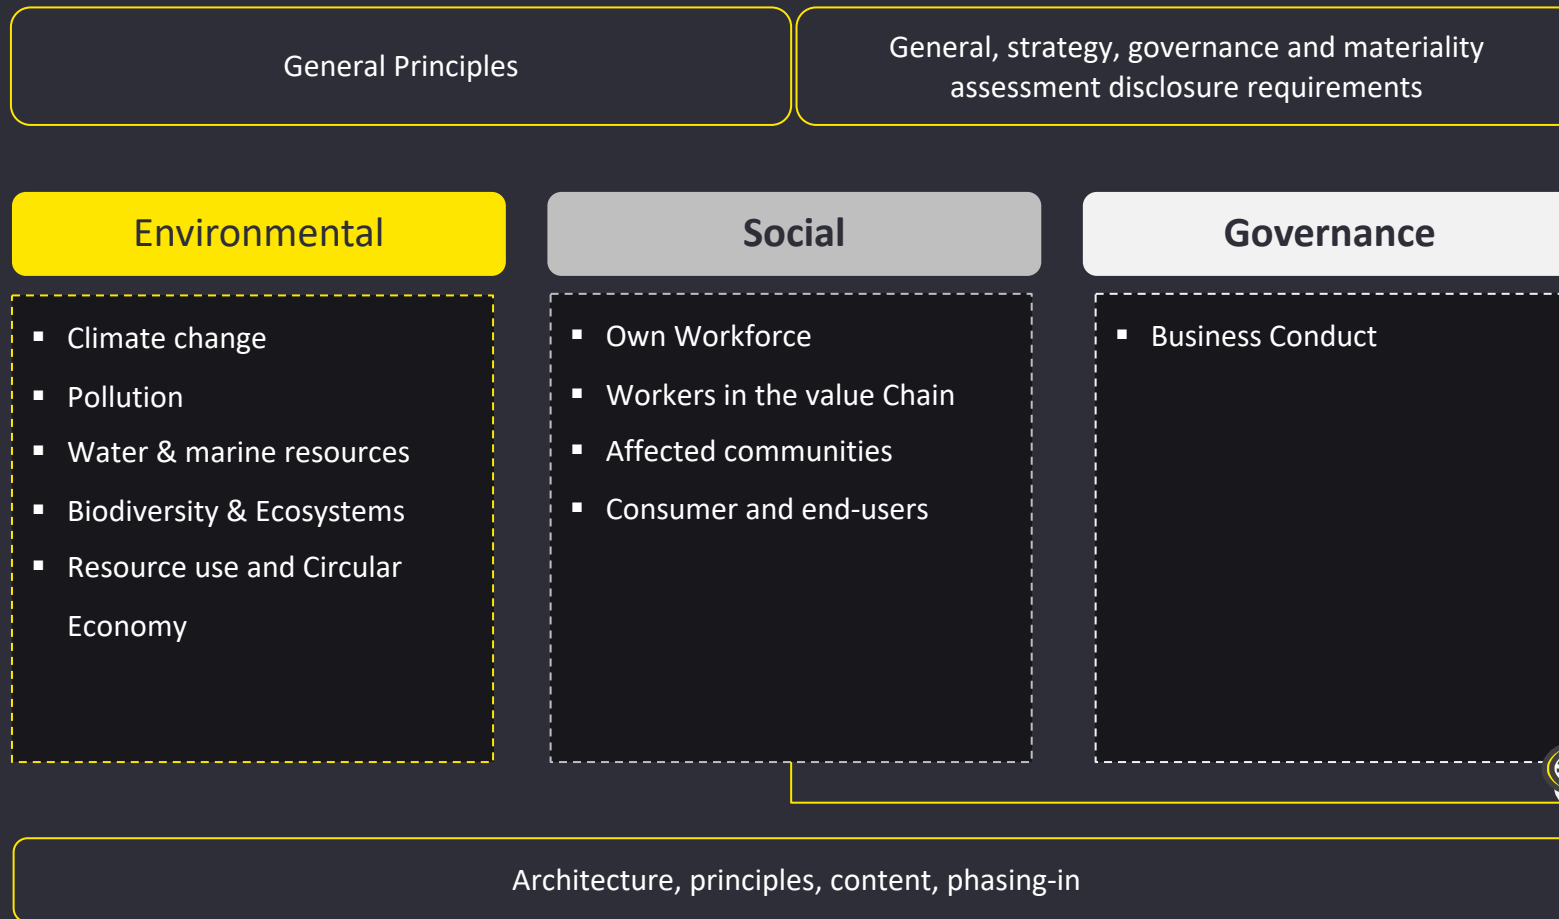 General Principles
General, strategy, governance and materiality
assessment disclosure requirements
Environmental
▪ Climate change
▪ Pollution
▪ Water & marine resources
▪ Biodiversity & Ecosystems
▪ Resource use and Circular
Economy
Social
▪ Own Workforce
▪ Workers in the value Chain
▪ Affected communities
▪ Consumer and end-users
Governance
▪ Business Conduct
Architecture, principles, content, phasing-in